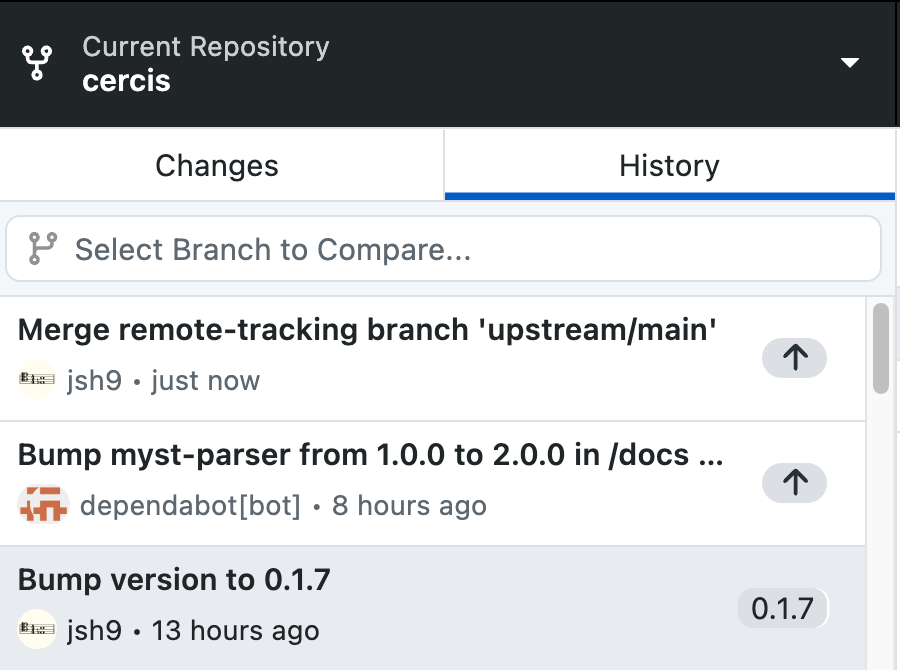 Current Repository
cercis
Changes
History
Select Branch to Compare...
Merge remote-tracking branch 'upstream/main'
jsh9 • just now
Bump myst-parser from 1.0.0 to 2.0.0 in /docs ...
dependabot[bot] • 8 hours ago
Bump version to 0.1.7
0.1.7
jsh9 • 13 hours ago